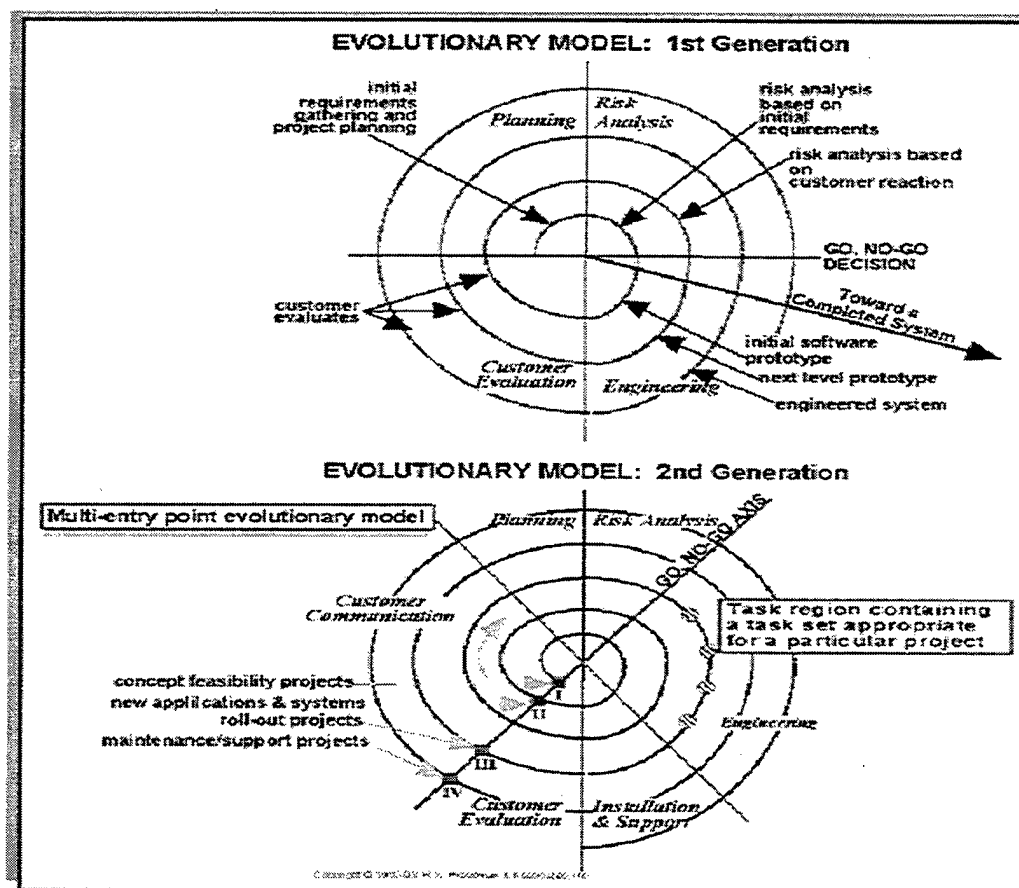 EVOLUTIONARY MODEL: 1st Generation
initial
requirements
gathering and
project planning
Planning
Risk
Analysis
risk analysis
based on
initial
requirements
risk analysis based
on
customer reaction
GO, NO-GO
DECISION
Toward a
Completed System
customer
evaluates
initial software
prototype
next level prototype
engineered system
Customer
Evaluation
Engineering
EVOLUTIONARY MODEL: 2nd Generation
Multi-entry point evolutionary model
Planning
Risk Analysis
GO, NO-GO AXIS
Customer
Communication
Task region containing
a task set appropriate
for a particular project
concept feasibility projects
new applications & systems
roll-out projects
maintenance/support projects
I
II
III
IV
Engineering
Customer
Evaluation
Installation
& Support
Copyright